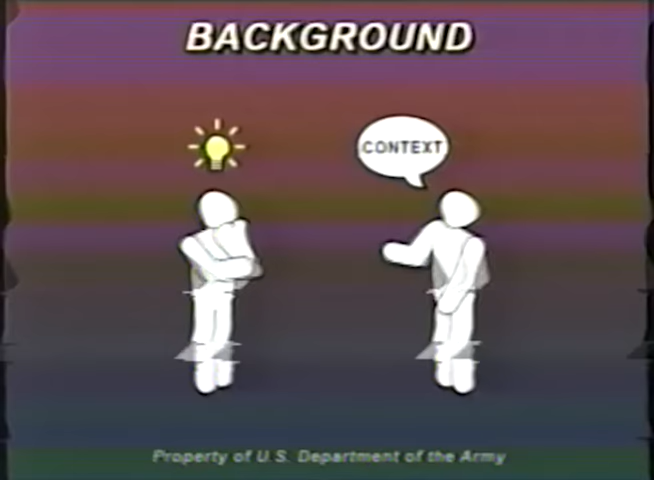 BACKGROUND
CONTEXT
Property of U.S. Department of the Army